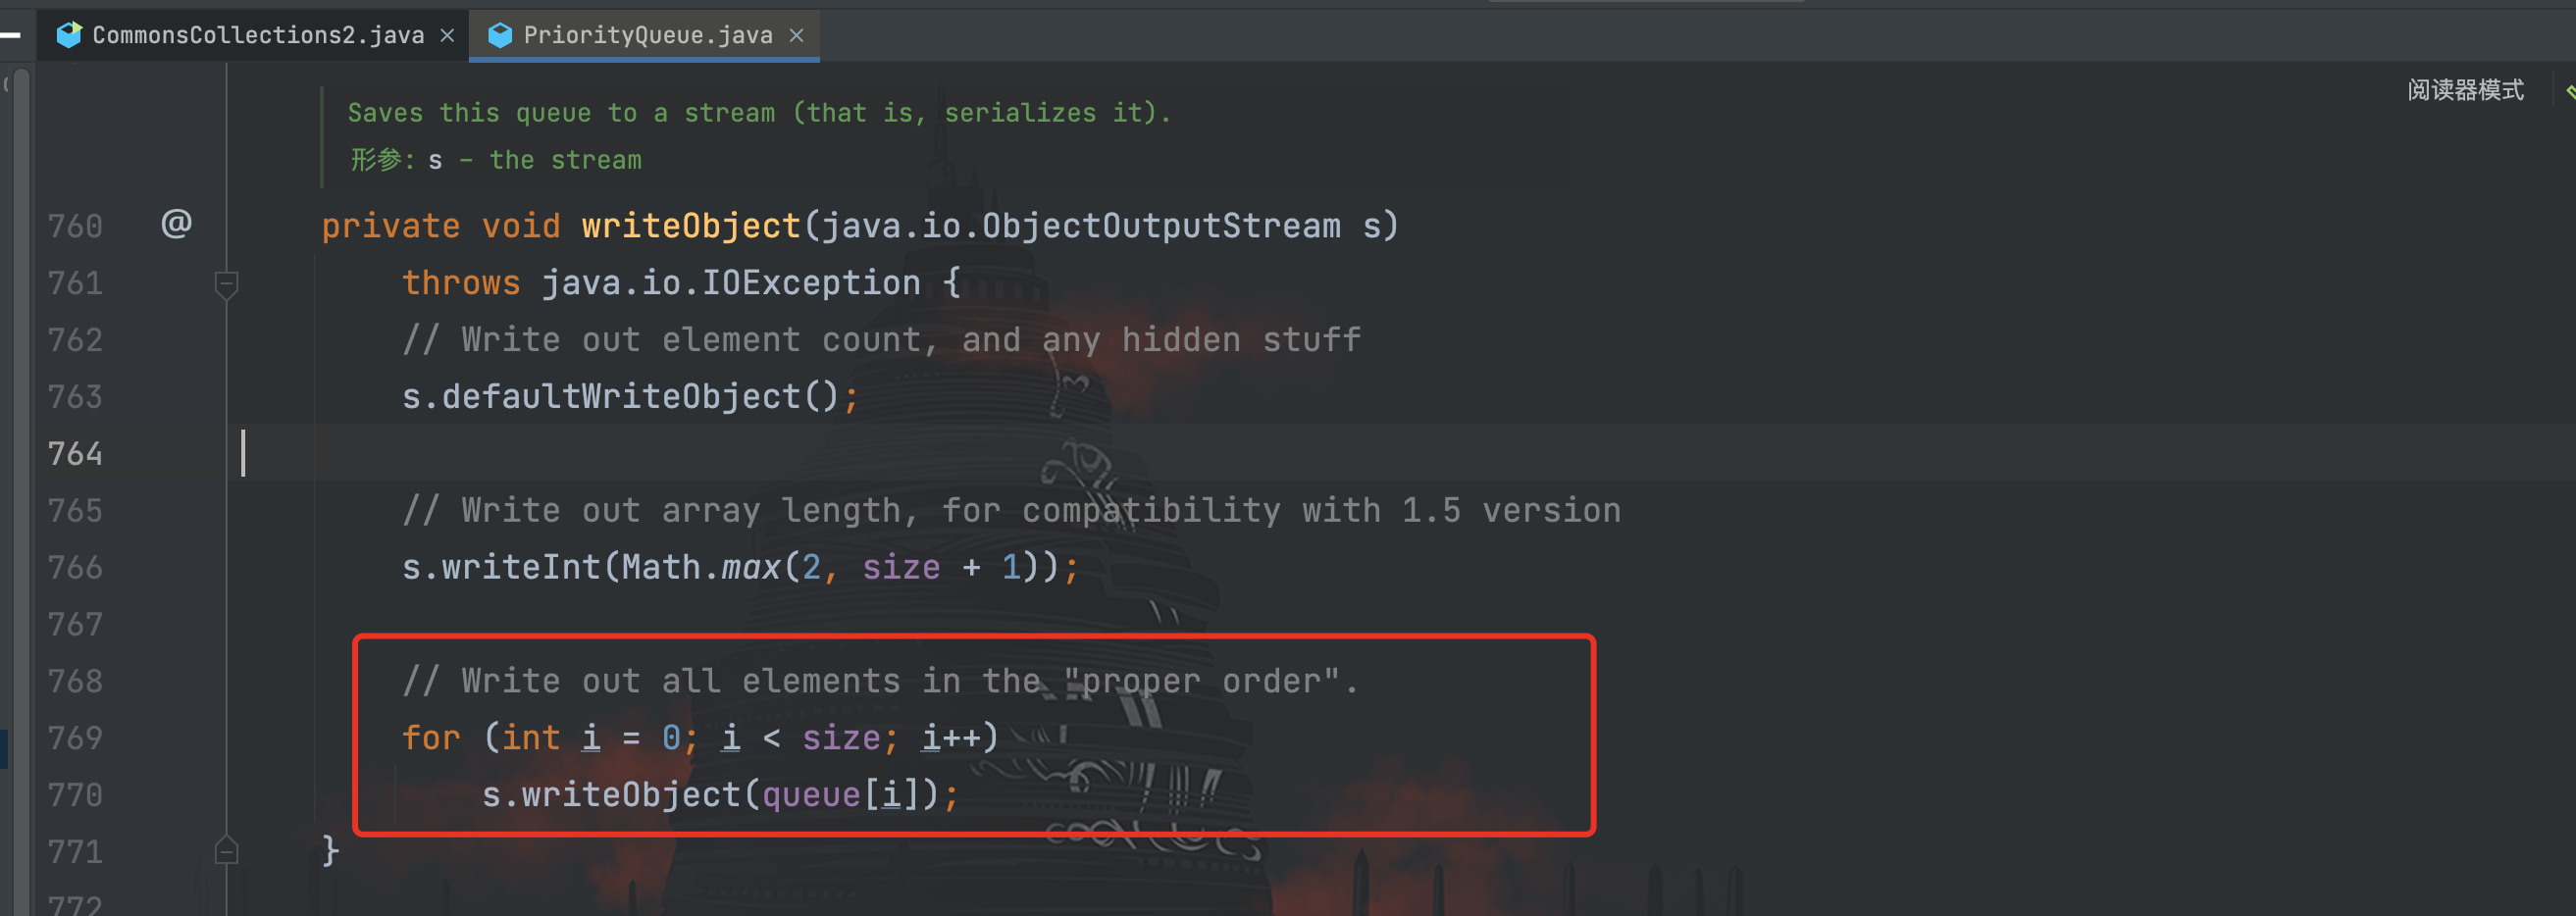 CommonsCollections2.java
PriorityQueue.java
阅读器模式
Saves this queue to a stream (that is, serializes it).
形参: s – the stream
760 @ private void writeObject(java.io.ObjectOutputStream s)
761 throws java.io.IOException {
762 // Write out element count, and any hidden stuff
763 s.defaultWriteObject();
764
765 // Write out array length, for compatibility with 1.5 version
766 s.writeInt(Math.max(2, size + 1));
767
768 // Write out all elements in the "proper order".
769 for (int i = 0; i < size; i++)
770 s.writeObject(queue[i]);
771 }
772